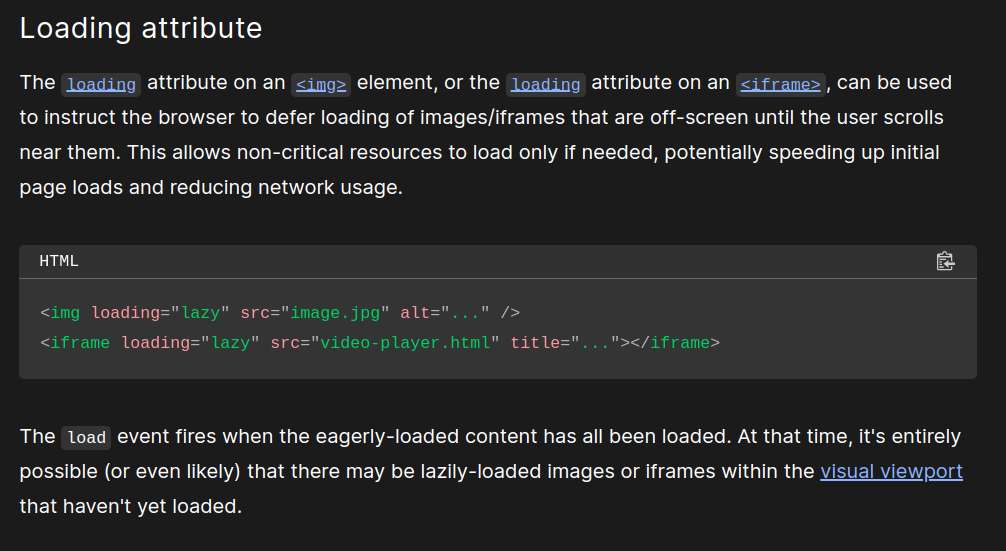 Loading attribute
The loading attribute on an <img> element, or the loading attribute on an <iframe>, can be used
to instruct the browser to defer loading of images/iframes that are off-screen until the user scrolls
near them. This allows non-critical resources to load only if needed, potentially speeding up initial
page loads and reducing network usage.
HTML
<img loading="lazy" src="image.jpg" alt="..." />
<iframe loading="lazy" src="video-player.html" title="..."></iframe>
The load event fires when the eagerly-loaded content has all been loaded. At that time, it's entirely
possible (or even likely) that there may be lazily-loaded images or iframes within the visual viewport
that haven't yet loaded.